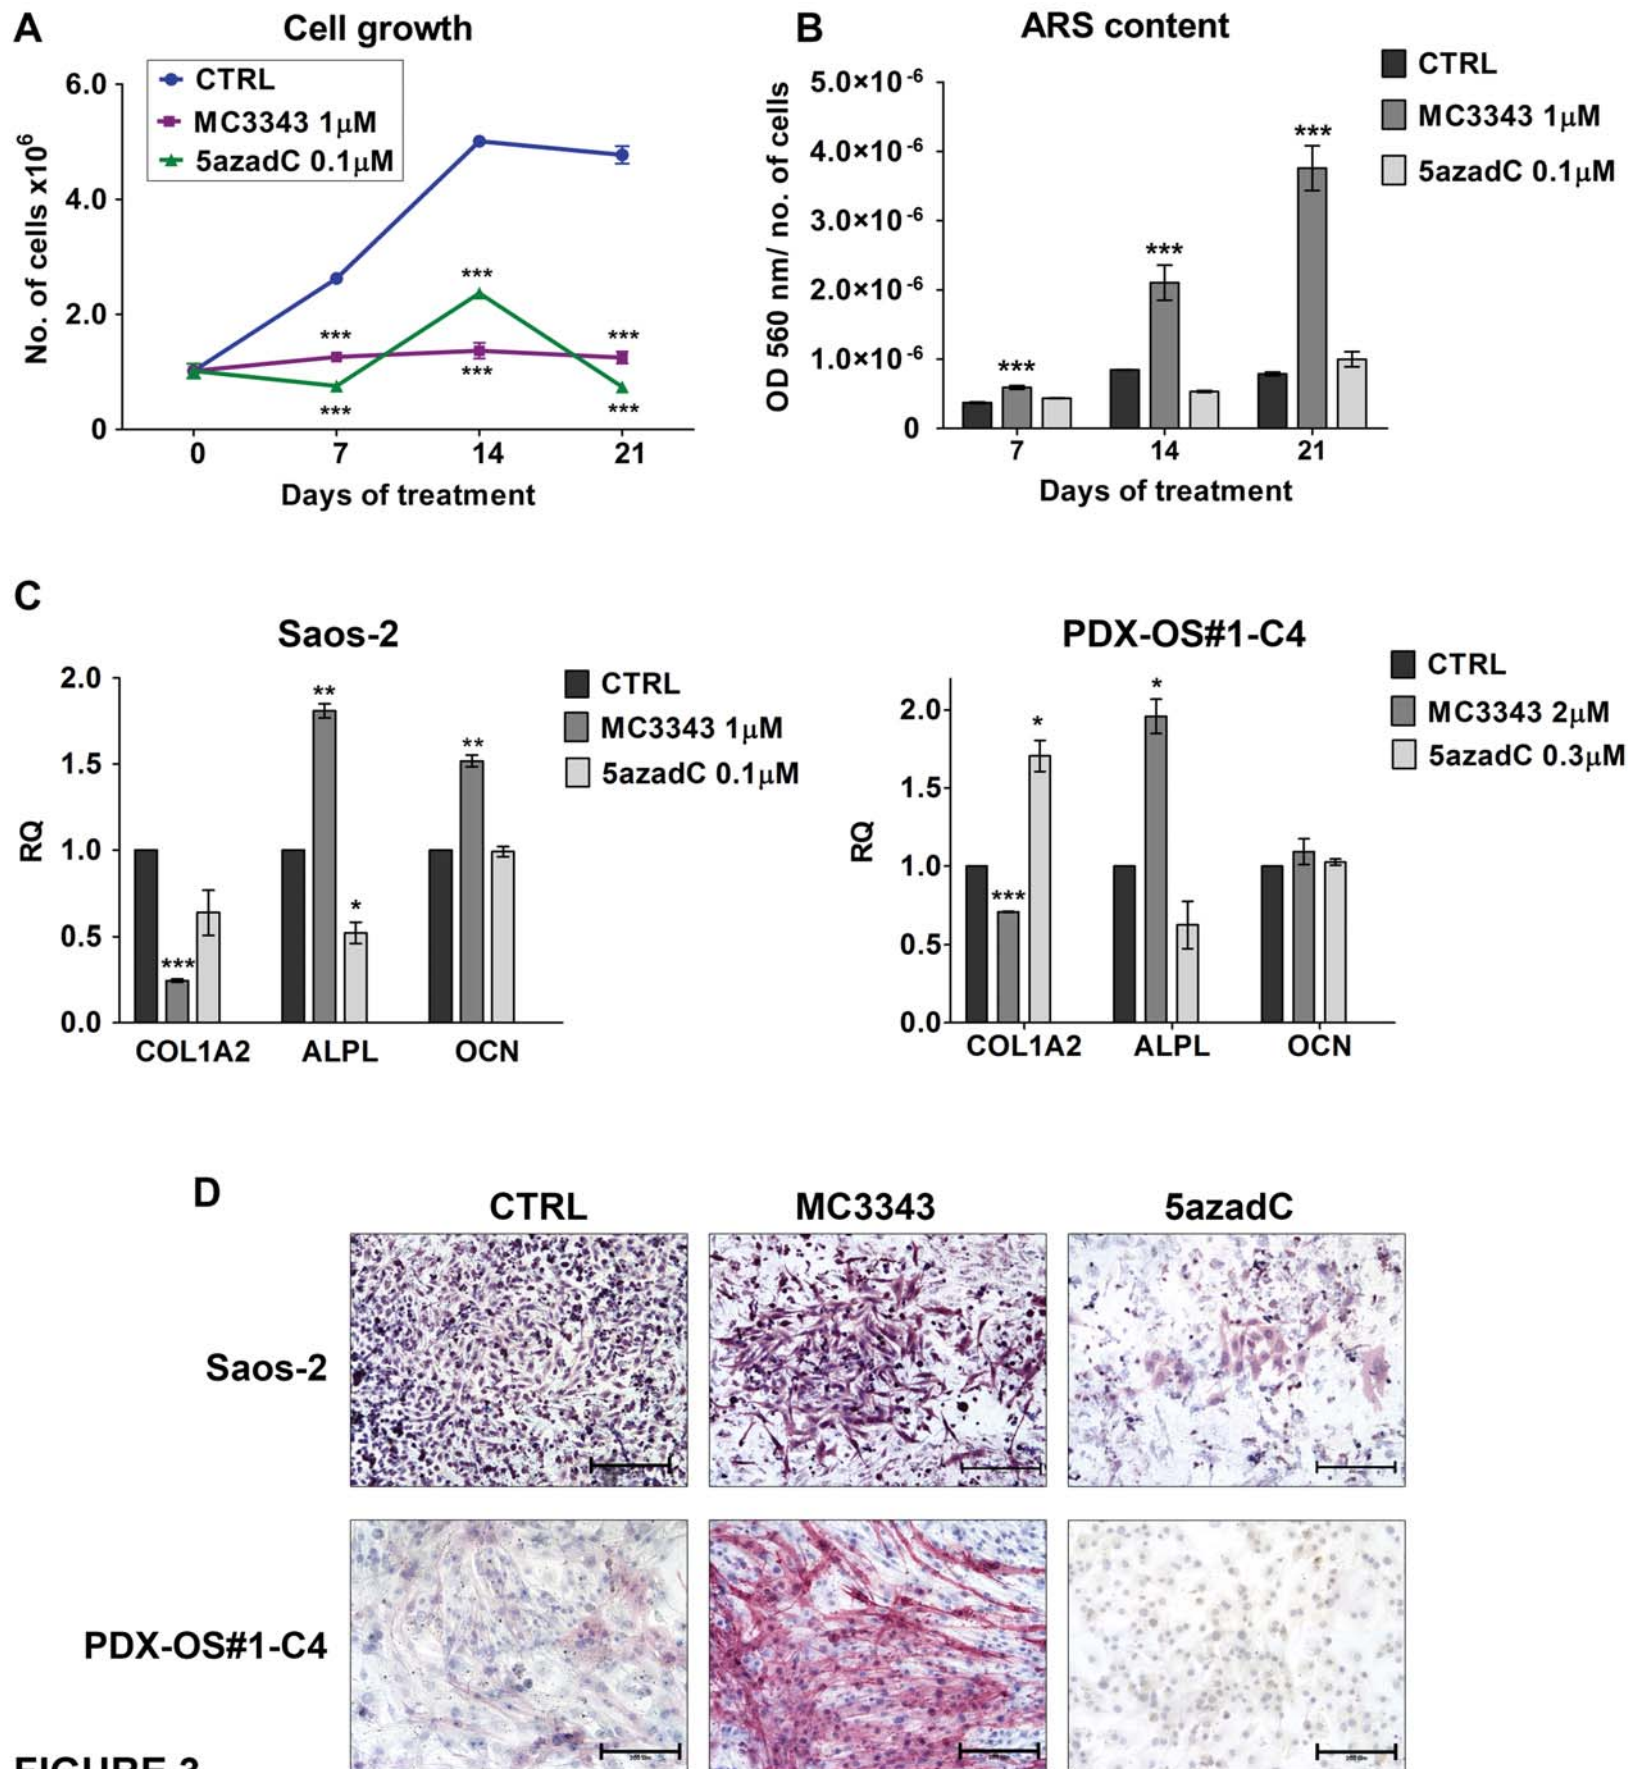 A
Cell growth
CTRL
MC3343 1µM
5azadC 0.1µM
No. of cells x10^6
6.0
4.0
2.0
0
***
***
***
***
***
***
0 7 14 21
Days of treatment
B
ARS content
CTRL
MC3343 1µM
5azadC 0.1µM
OD 560 nm/ no. of cells
5.0×10^-6
4.0×10^-6
3.0×10^-6
2.0×10^-6
1.0×10^-6
0
***
***
***
7 14 21
Days of treatment
C
Saos-2
CTRL
MC3343 1µM
5azadC 0.1µM
RQ
2.0
1.5
1.0
0.5
0.0
***
**
*
**
COL1A2 ALPL OCN
PDX-OS#1-C4
CTRL
MC3343 2µM
5azadC 0.3µM
RQ
2.0
1.5
1.0
0.5
0.0
***
*
*
COL1A2 ALPL OCN
D
CTRL MC3343 5azadC
Saos-2
PDX-OS#1-C4
FIGURE 3